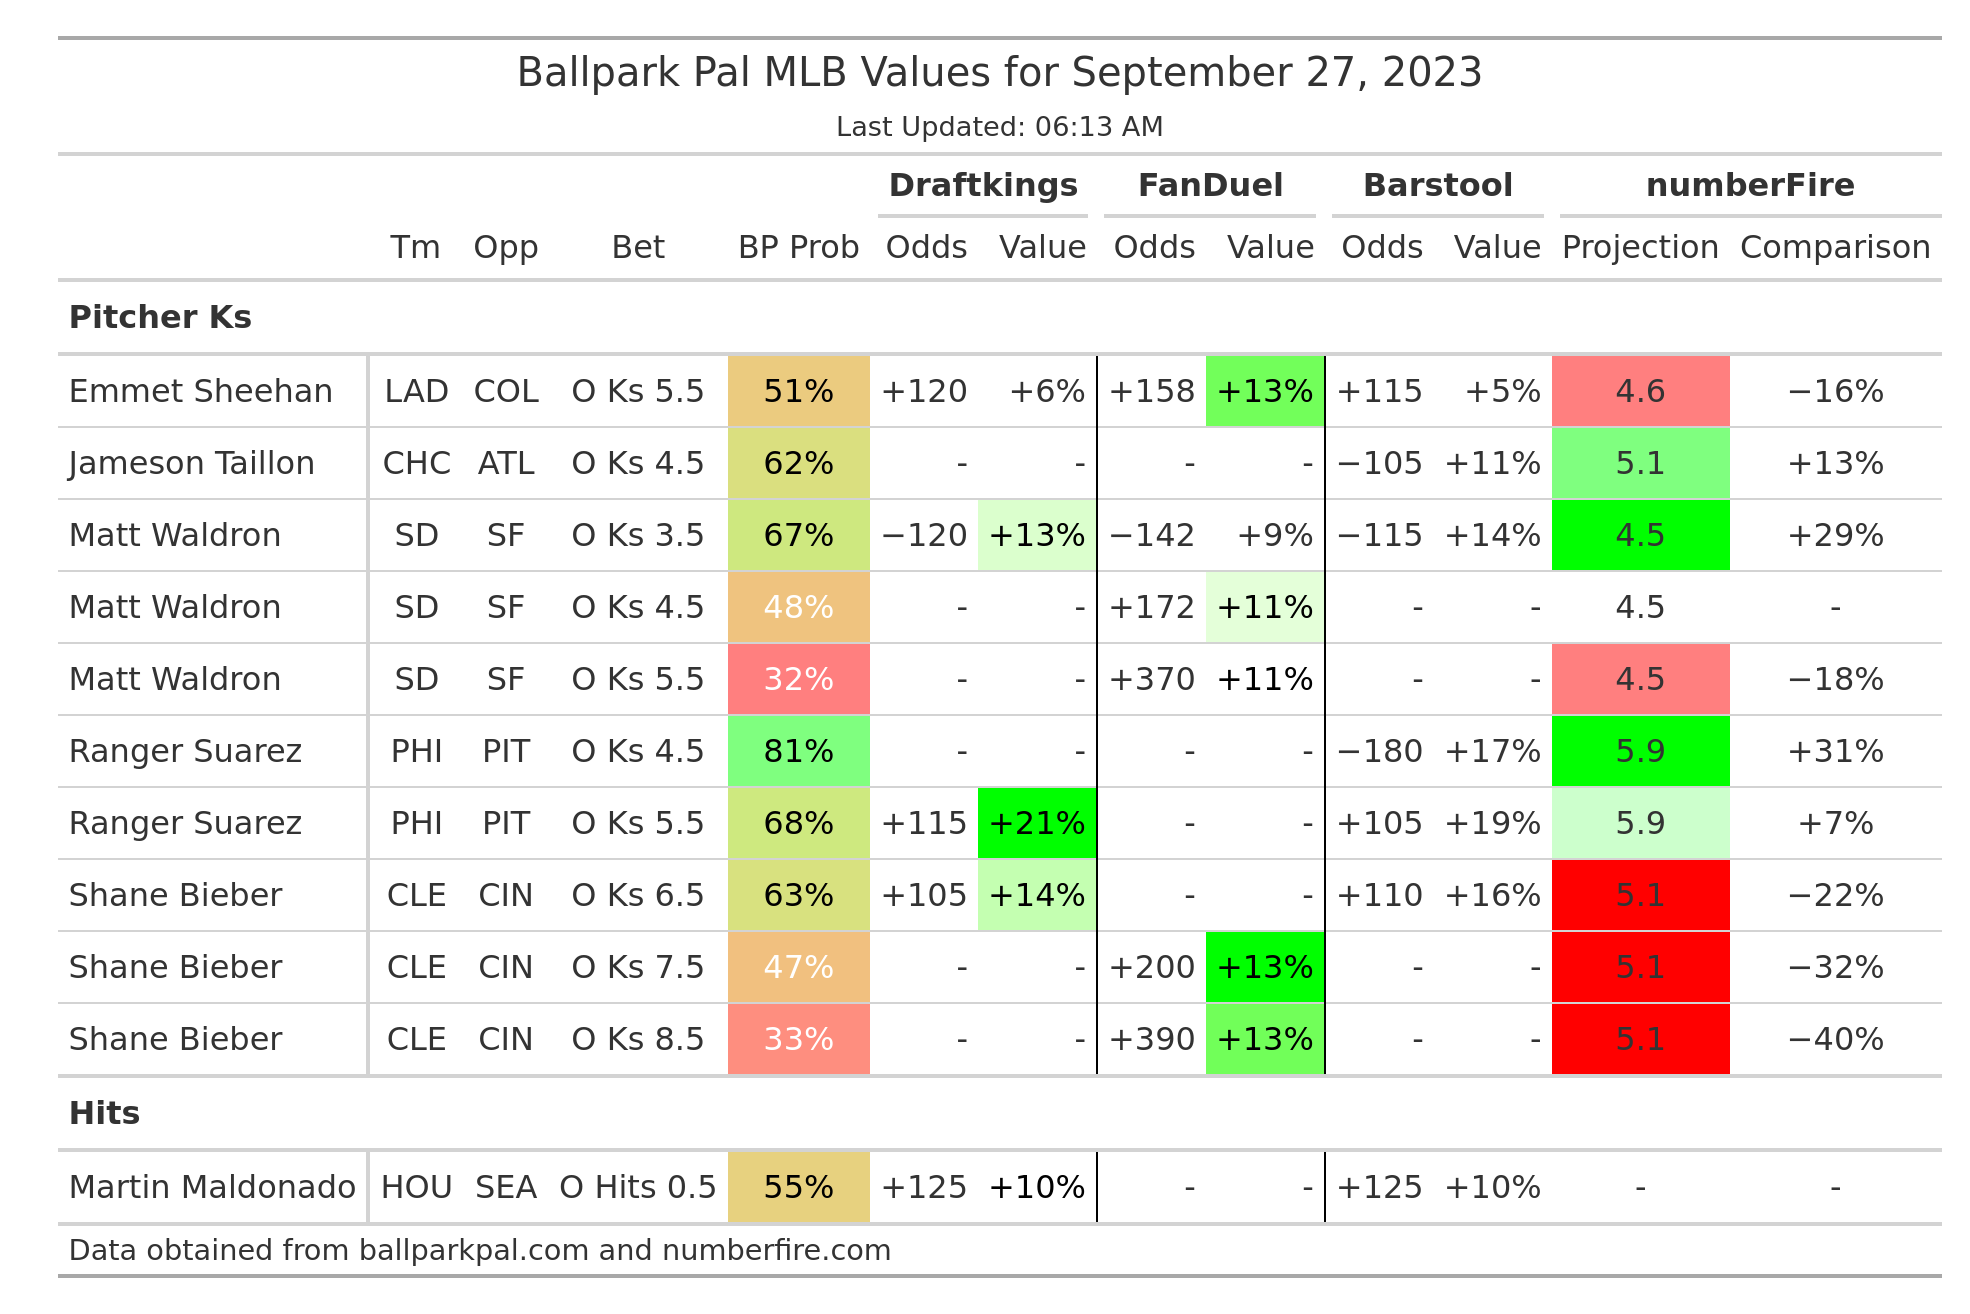 Ballpark Pal MLB Values for September 27, 2023
Last Updated: 06:13 AM
Draftkings FanDuel Barstool numberFire
Tm Opp Bet BP Prob Odds Value Odds Value Odds Value Projection Comparison
Pitcher Ks
Emmet Sheehan LAD COL O Ks 5.5 51% +120 +6% +158 +13% +115 +5% 4.6 −16%
Jameson Taillon CHC ATL O Ks 4.5 62% - - - - −105 +11% 5.1 +13%
Matt Waldron SD SF O Ks 3.5 67% −120 +13% −142 +9% −115 +14% 4.5 +29%
Matt Waldron SD SF O Ks 4.5 48% - - +172 +11% - - 4.5 -
Matt Waldron SD SF O Ks 5.5 32% - - +370 +11% - - 4.5 −18%
Ranger Suarez PHI PIT O Ks 4.5 81% - - - - −180 +17% 5.9 +31%
Ranger Suarez PHI PIT O Ks 5.5 68% +115 +21% - - +105 +19% 5.9 +7%
Shane Bieber CLE CIN O Ks 6.5 63% +105 +14% - - +110 +16% 5.1 −22%
Shane Bieber CLE CIN O Ks 7.5 47% - - +200 +13% - - 5.1 −32%
Shane Bieber CLE CIN O Ks 8.5 33% - - +390 +13% - - 5.1 −40%
Hits
Martin Maldonado HOU SEA O Hits 0.5 55% +125 +10% - - +125 +10% - -
Data obtained from ballparkpal.com and numberfire.com